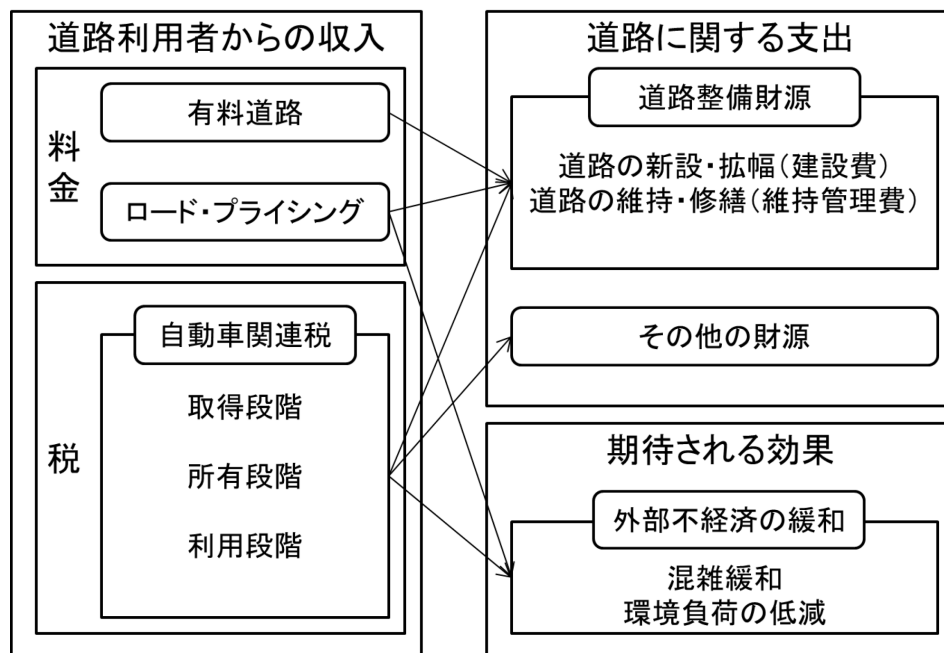 道路利用者からの収入
料金
有料道路
ロード・プライシング
税
自動車関連税
取得段階
所有段階
利用段階
道路に関する支出
道路整備財源
道路の新設・拡幅(建設費)
道路の維持・修繕(維持管理費)
その他の財源
期待される効果
外部不経済の緩和
混雑緩和
環境負荷の低減